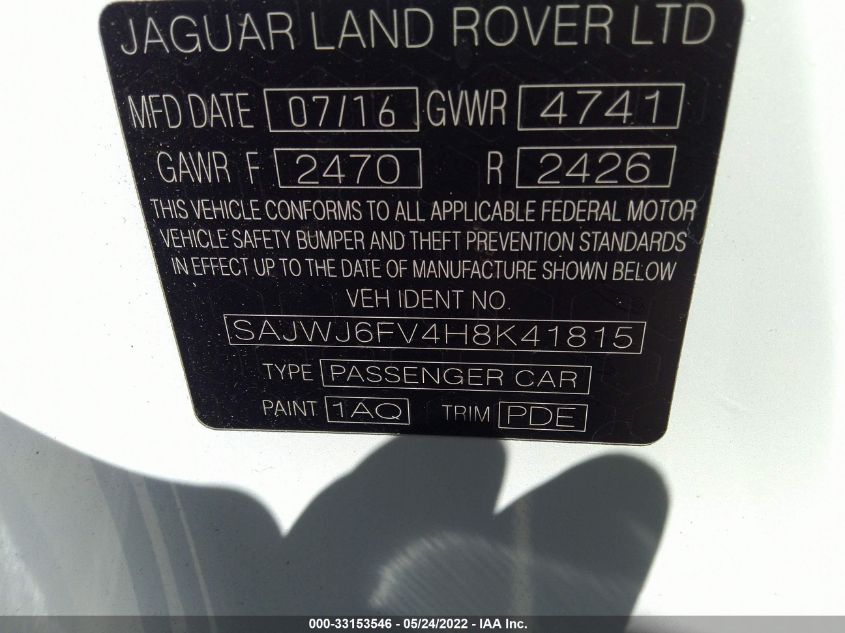 JAGUAR LAND ROVER LTD
MFD DATE 07/16 GVWR 4741
GAWR F 2470 R 2426
THIS VEHICLE CONFORMS TO ALL APPLICABLE FEDERAL MOTOR
VEHICLE SAFETY BUMPER AND THEFT PREVENTION STANDARDS
IN EFFECT UP TO THE DATE OF MANUFACTURE SHOWN BELOW
VEH IDENT NO.
SAJWJ6FV4H8K41815
TYPE PASSENGER CAR
PAINT 1AQ TRIM PDE
000-33153546 - 05/24/2022 - IAA Inc.